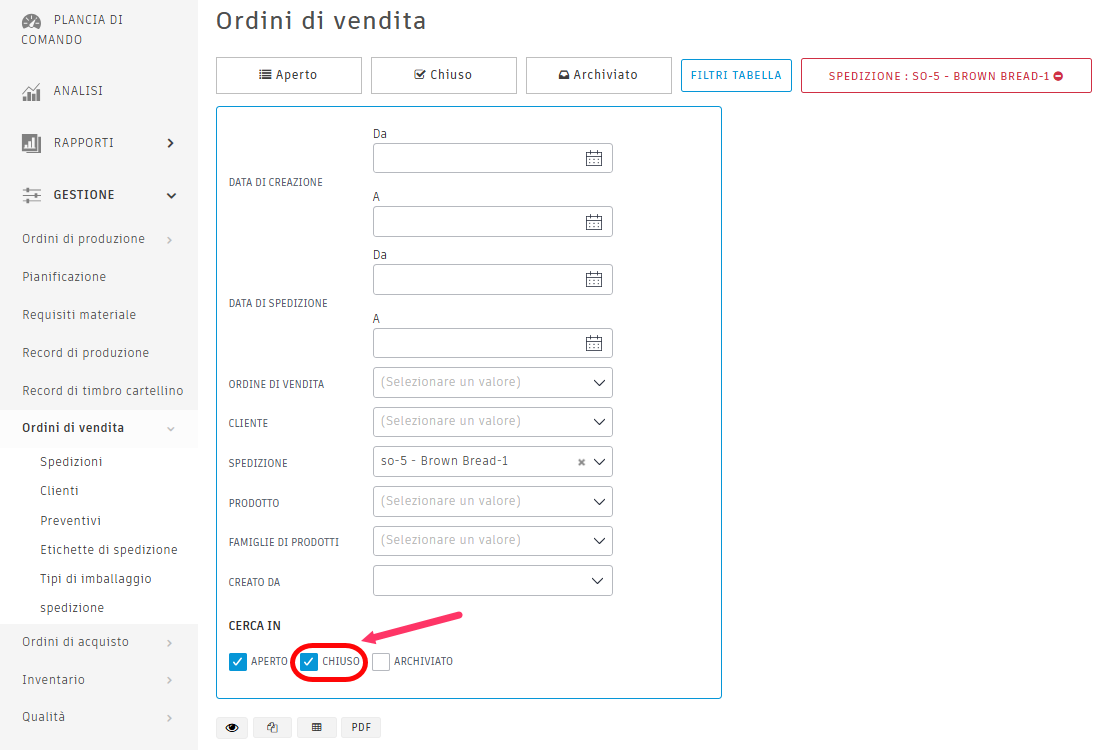 PLANCIA DI
COMANDO
ANALISI
RAPPORTI
GESTIONE
Ordini di produzione
Pianificazione
Requisiti materiale
Record di produzione
Record di timbro cartellino
Ordini di vendita
Spedizioni
Clienti
Preventivi
Etichette di spedizione
Tipi di imballaggio
spedizione
Ordini di acquisto
Inventario
Qualità
Ordini di vendita
Aperto
Chiuso
Archiviato
FILTRI TABELLA
SPEDIZIONE : SO-5 - BROWN BREAD-1
Da
DATA DI CREAZIONE
A
Da
DATA DI SPEDIZIONE
A
ORDINE DI VENDITA (Selezionare un valore)
CLIENTE (Selezionare un valore)
SPEDIZIONE so-5 - Brown Bread-1
PRODOTTO (Selezionare un valore)
FAMIGLIE DI PRODOTTI (Selezionare un valore)
CREATO DA
CERCA IN
APERTO CHIUSO ARCHIVIATO
PDF